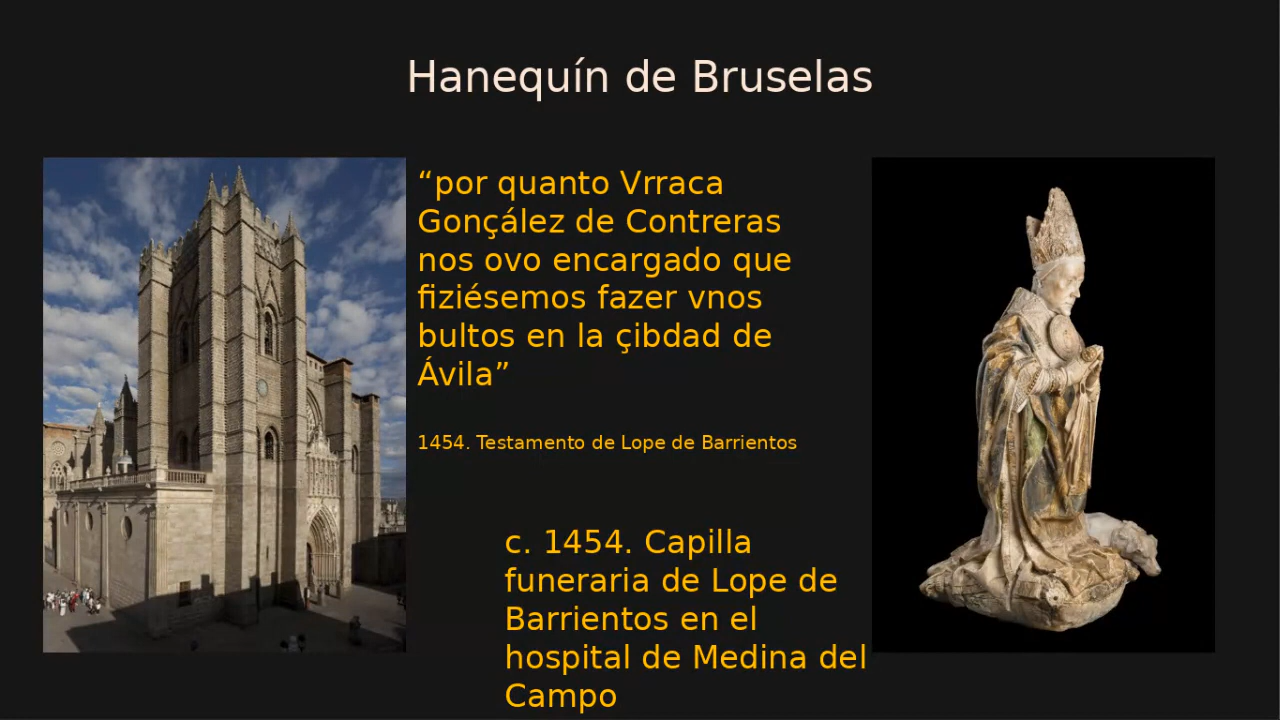 Hanequín de Bruselas
“por quanto Vrraca
Gonçález de Contreras
nos ovo encargado que
fiziésemos fazer vnos
bultos en la çibdad de
Ávila”
1454. Testamento de Lope de Barrientos
c. 1454. Capilla
funeraria de Lope de
Barrientos en el
hospital de Medina del
Campo